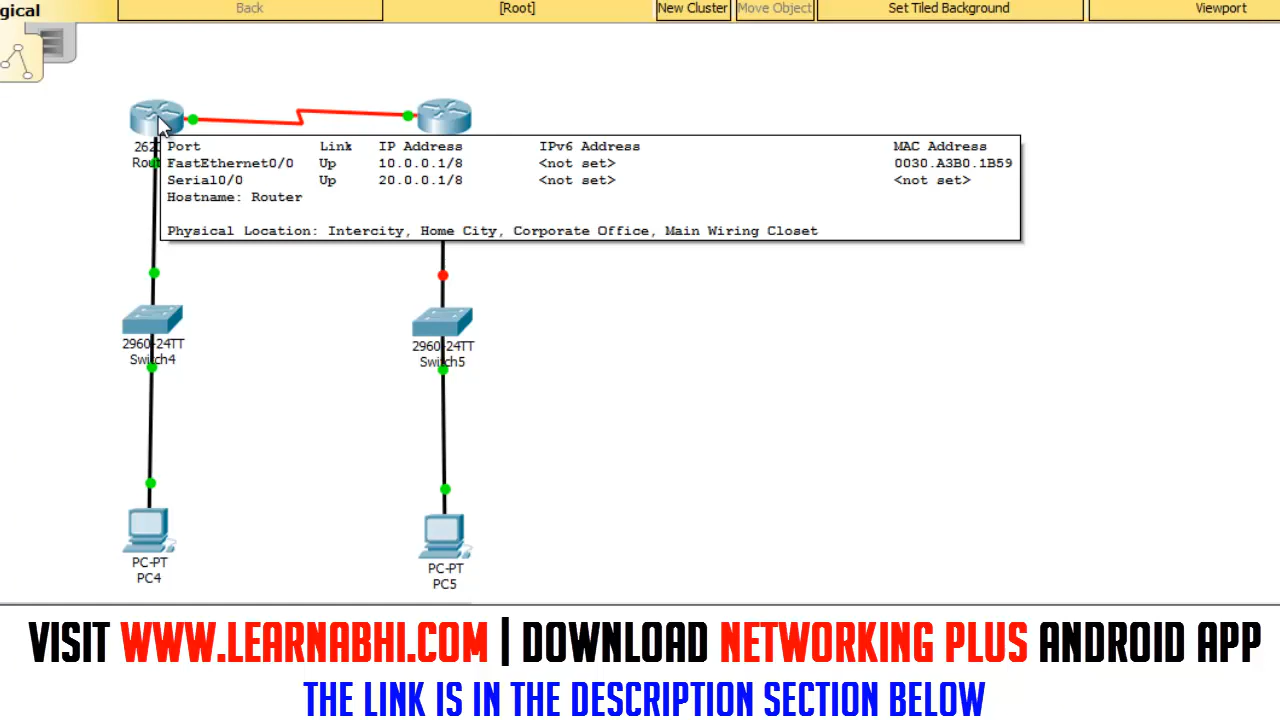 gical
Back
[Root]
New Cluster
Move Object
Set Tiled Background
Viewport
262
Rou
Port Link IP Address IPv6 Address MAC Address
FastEthernet0/0 Up 10.0.0.1/8 <not set> 0030.A3B0.1B59
Serial0/0 Up 20.0.0.1/8 <not set> <not set>
Hostname: Router
Physical Location: Intercity, Home City, Corporate Office, Main Wiring Closet
2960-24TT
Switch4
2960-24TT
Switch5
PC-PT
PC4
PC-PT
PC5
VISIT WWW.LEARNABHI.COM | DOWNLOAD NETWORKING PLUS ANDROID APP
THE LINK IS IN THE DESCRIPTION SECTION BELOW